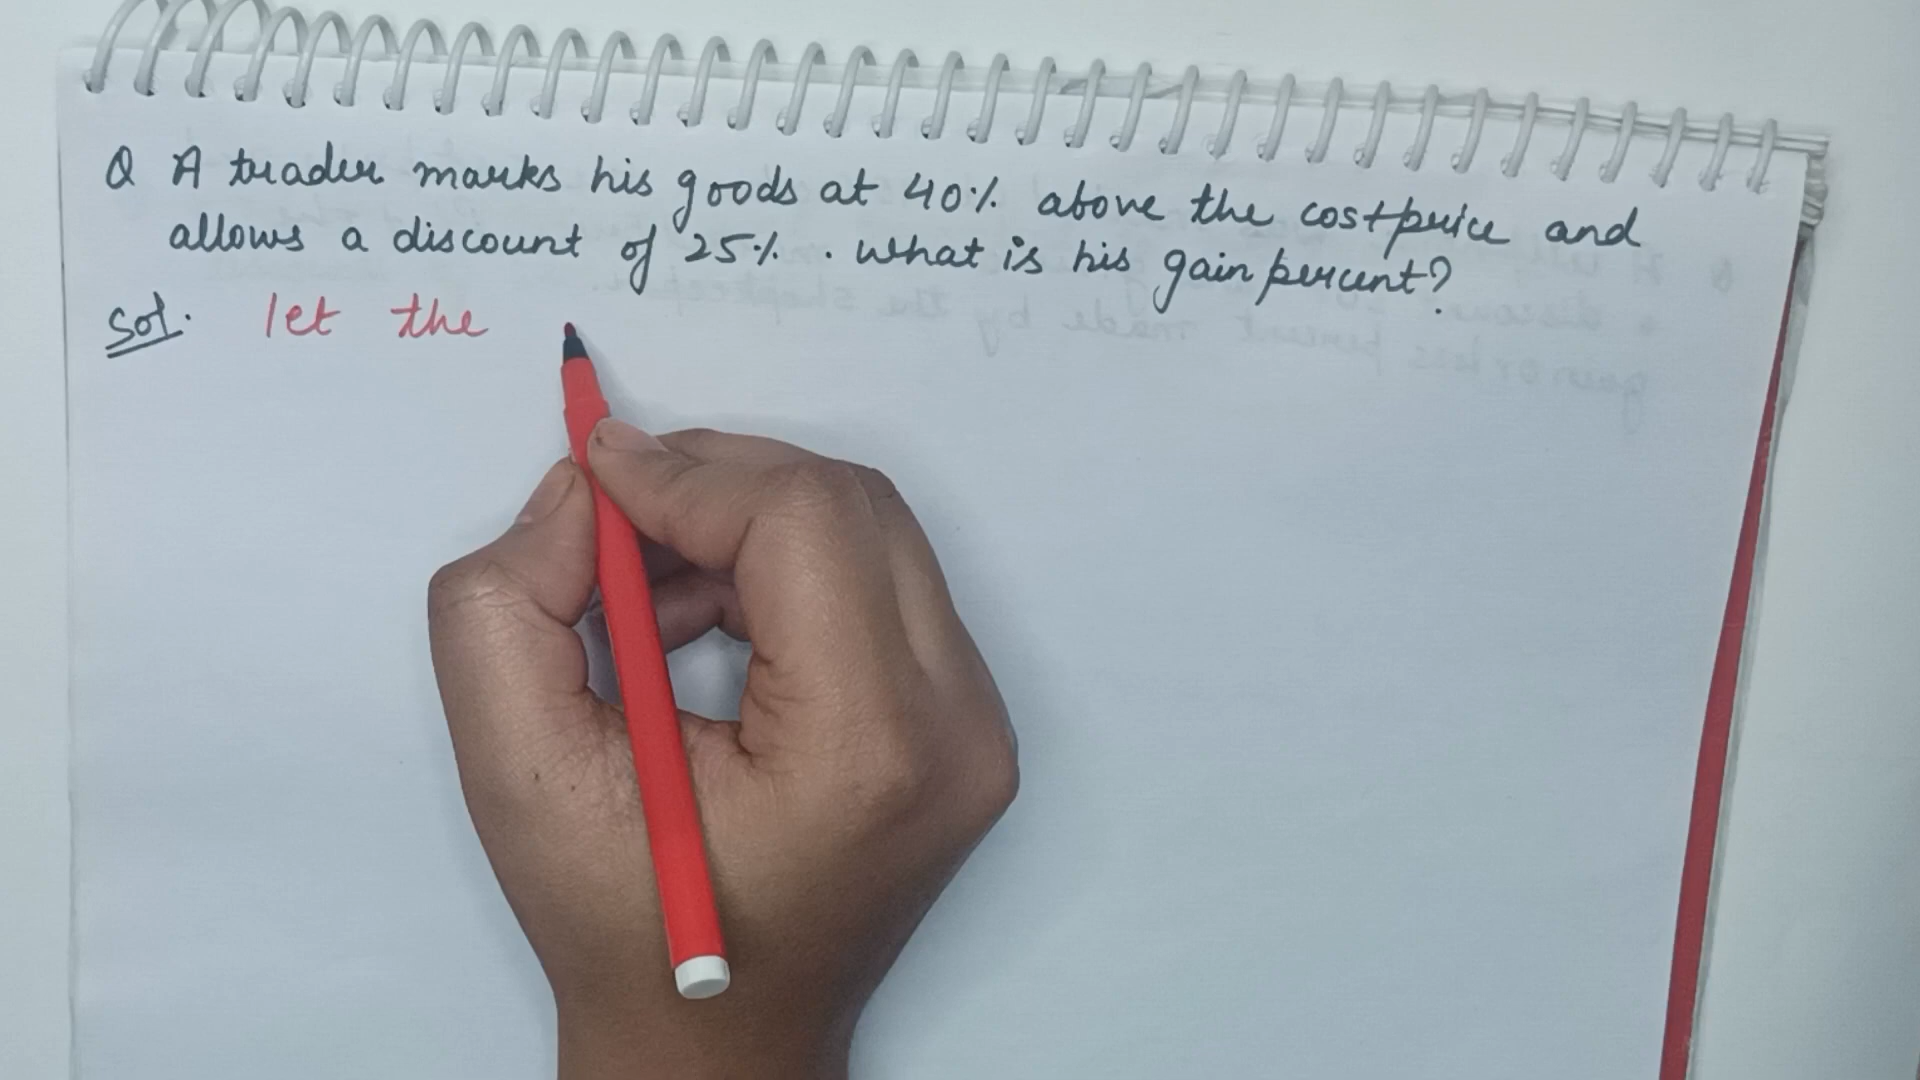 Q A trader marks his goods at 40% above the costprice and
allows a discount of 25%. What is his gain percent?
Sol. let the